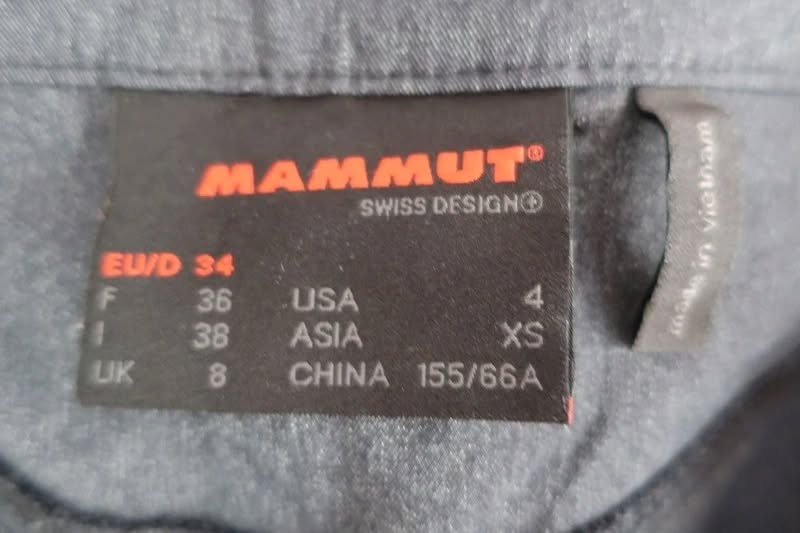 MAMMUT®
SWISS DESIGN
EU/D 34
F 36 USA 4
I 38 ASIA XS
UK 8 CHINA 155/66A
made in vietnam